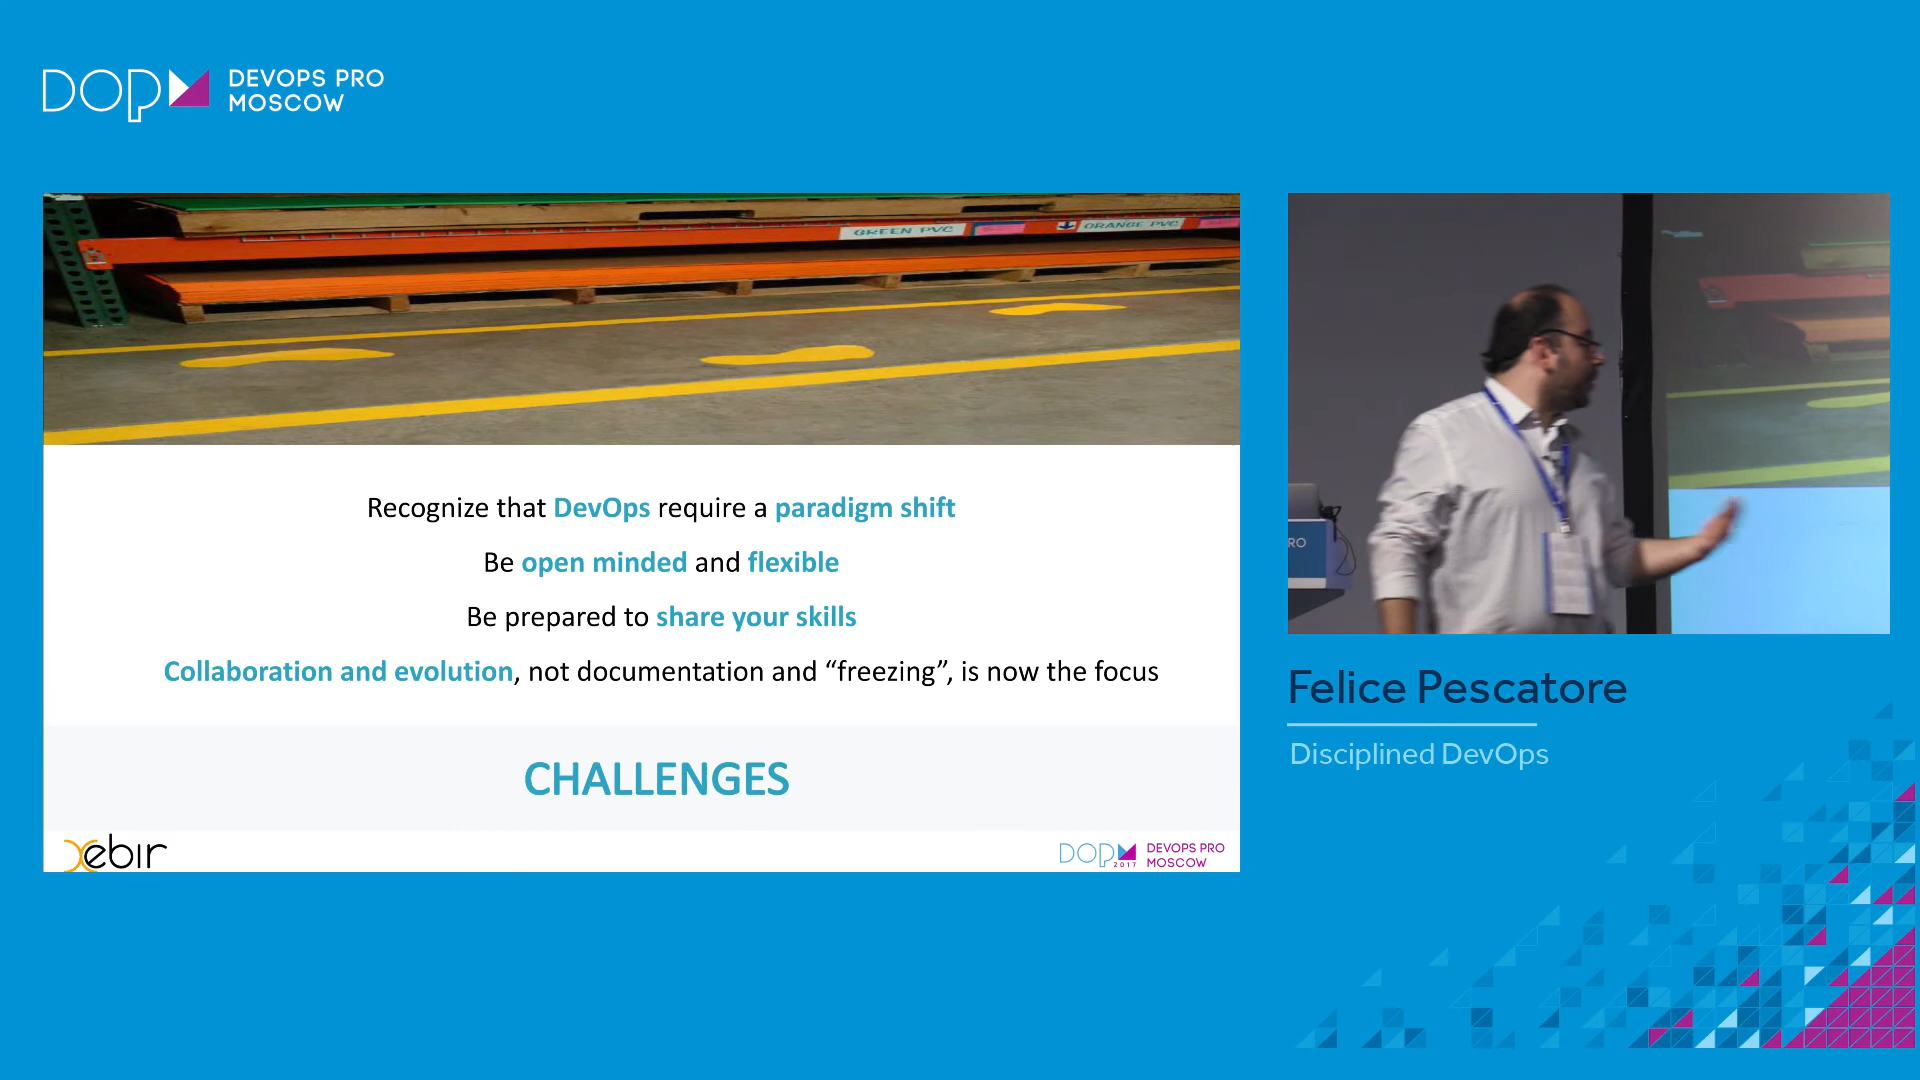 DOP DEVOPS PRO
MOSCOW
GREEN PVC
ORANGE PVC
Recognize that DevOps require a paradigm shift
Be open minded and flexible
Be prepared to share your skills
Collaboration and evolution, not documentation and “freezing”, is now the focus
CHALLENGES
xebir
DOP 2017 DEVOPS PRO
MOSCOW
RO
Felice Pescatore
Disciplined DevOps